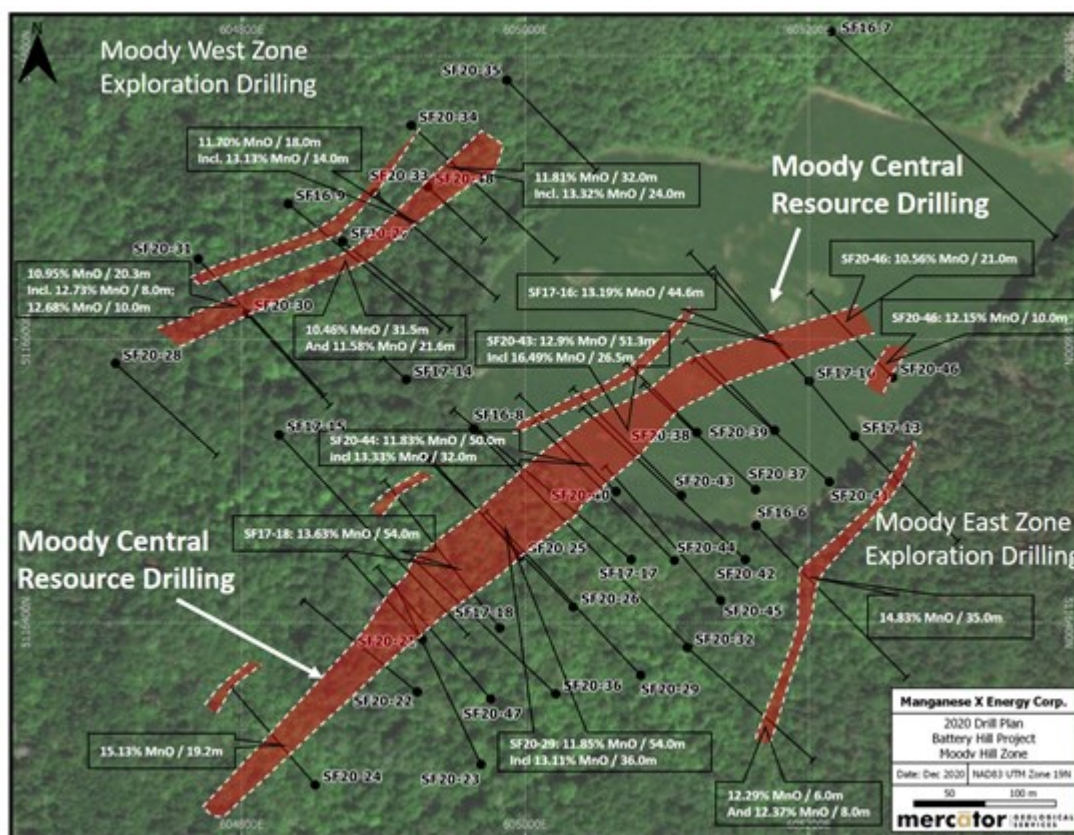 N
604800E
605000E
605200E
Moody West Zone
Exploration Drilling
SF16-7
SF20-35
SF20-34
11.70% MnO / 18.0m
Incl. 13.13% MnO / 14.0m
SF20-33
SF20-48
11.81% MnO / 32.0m
Incl. 13.32% MnO / 24.0m
Moody Central
Resource Drilling
SF16-9
SF20-31
10.95% MnO / 20.3m
Incl. 12.73% MnO / 8.0m;
12.68% MnO / 10.0m
SF20-30
10.46% MnO / 31.5m
And 11.58% MnO / 21.6m
SF20-46: 10.56% MnO / 21.0m
SF17-16: 13.19% MnO / 44.6m
SF20-46: 12.15% MnO / 10.0m
SF20-43: 12.9% MnO / 51.3m
Incl 16.49% MnO / 26.5m
SF20-28
SF17-14
SF17-16
SF20-46
SF17-15
SF16-8
SF20-38
SF20-39
SF17-13
SF20-44: 11.83% MnO / 50.0m
incl 13.33% MnO / 32.0m
SF20-37
SF20-41
SF20-40
SF20-43
SF16-6
Moody East Zone
Exploration Drilling
SF17-18: 13.63% MnO / 54.0m
Moody Central
Resource Drilling
SF20-25
SF17-17
SF20-44
SF20-42
SF20-26
SF20-45
14.83% MnO / 35.0m
SF17-18
SF20-32
SF20-36
SF20-29
SF20-22
SF20-47
15.13% MnO / 19.2m
SF20-24
SF20-23
SF20-29: 11.85% MnO / 54.0m
Incl 13.11% MnO / 36.0m
12.29% MnO / 6.0m
And 12.37% MnO / 8.0m
604800E
605000E
605200E
Manganese X Energy Corp.
2020 Drill Plan
Battery Hill Project
Moody Hill Zone
Date: Dec 2020
NAD83 UTM Zone 19N
50 100 m
mercator GEOLOGICAL SERVICES